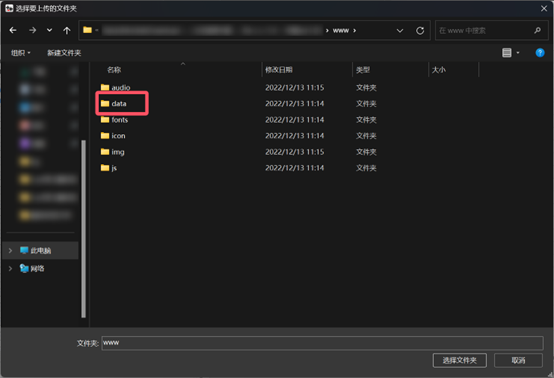 选择要上传的文件夹
www
在 www 中搜索
组织
新建文件夹
名称 修改日期 类型 大小
audio 2022/12/13 11:15 文件夹
data 2022/12/13 11:14 文件夹
fonts 2022/12/13 11:14 文件夹
icon 2022/12/13 11:14 文件夹
img 2022/12/13 11:15 文件夹
js 2022/12/13 11:14 文件夹
此电脑
网络
文件夹: www
选择文件夹 取消